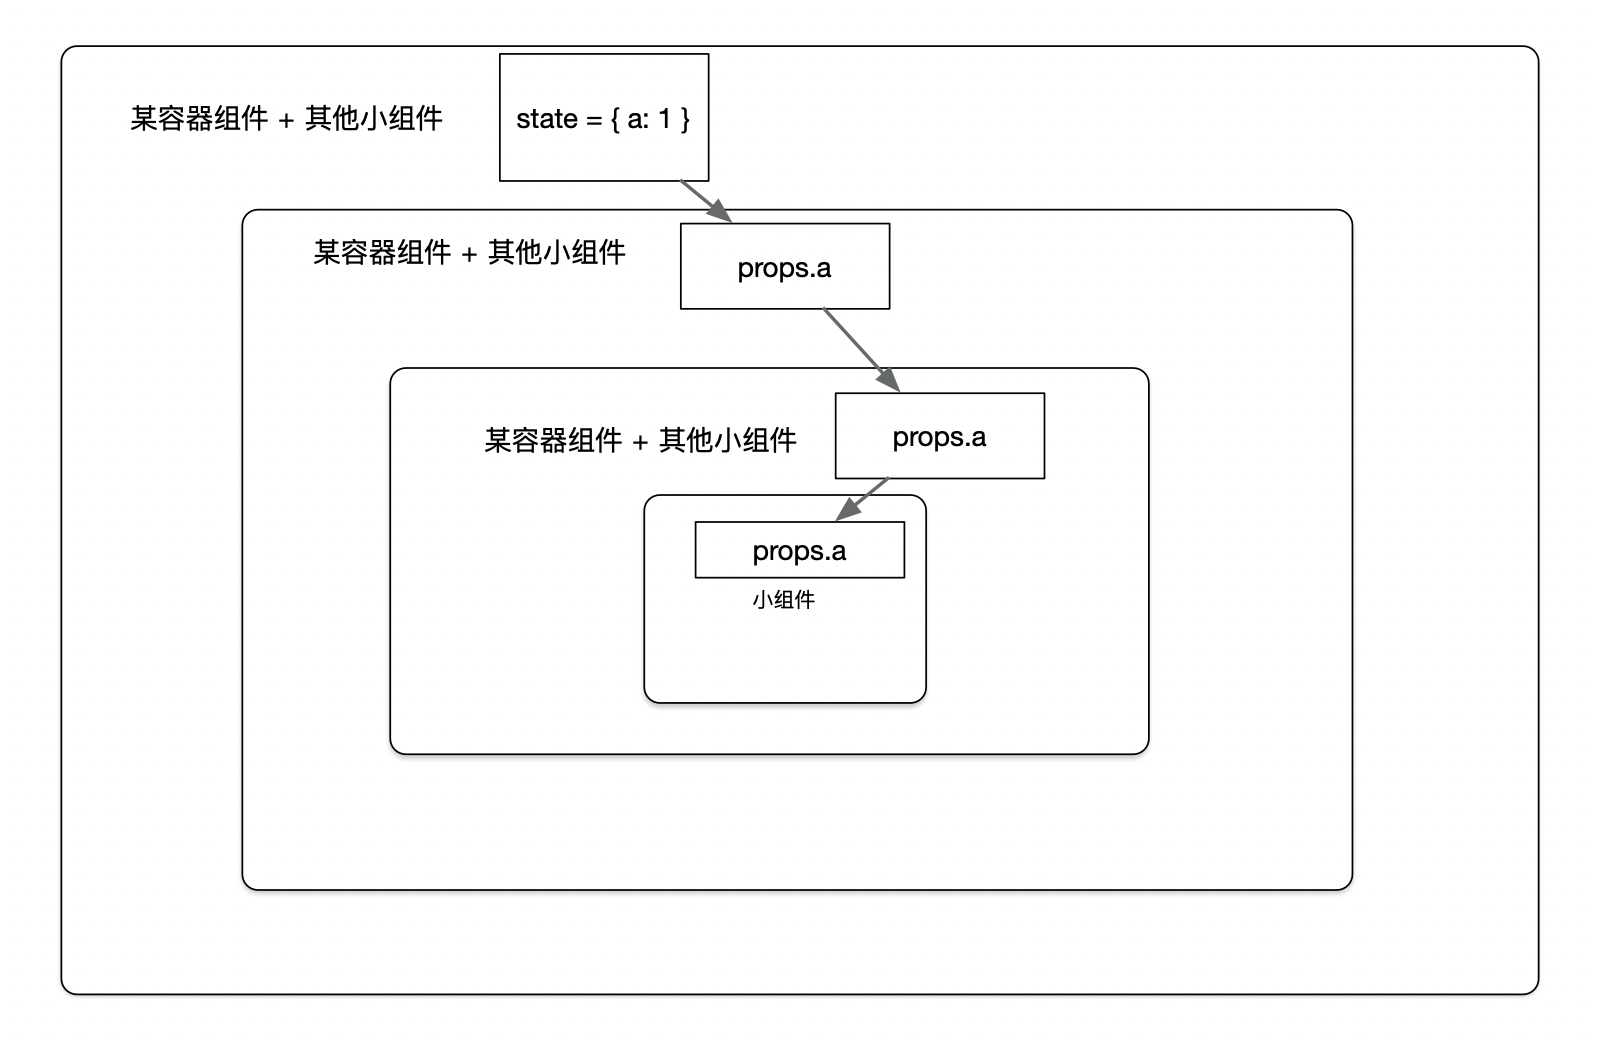 某容器组件 + 其他小组件
state = { a: 1 }
某容器组件 + 其他小组件
props.a
某容器组件 + 其他小组件
props.a
props.a
小组件